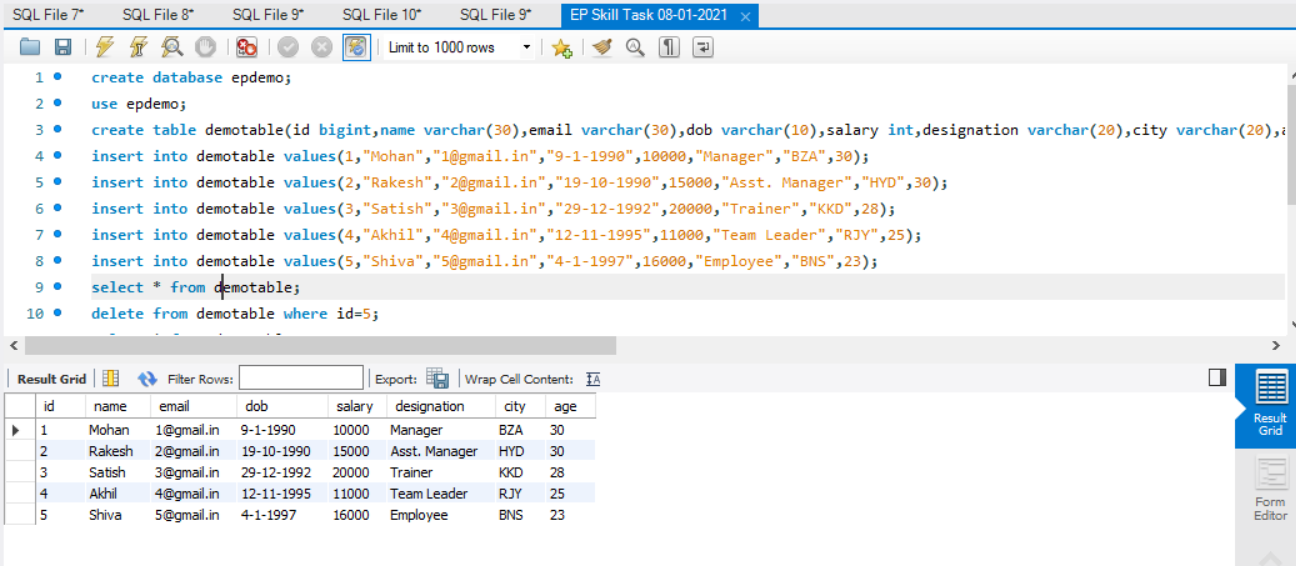 SQL File 7* SQL File 8* SQL File 9* SQL File 10* SQL File 9* EP Skill Task 08-01-2021 ×
Limit to 1000 rows
1 create database epdemo;
2 use epdemo;
3 create table demotable(id bigint,name varchar(30),email varchar(30),dob varchar(10),salary int,designation varchar(20),city varchar(20),a
4 insert into demotable values(1,"Mohan","1@gmail.in","9-1-1990",10000,"Manager","BZA",30);
5 insert into demotable values(2,"Rakesh","2@gmail.in","19-10-1990",15000,"Asst. Manager","HYD",30);
6 insert into demotable values(3,"Satish","3@gmail.in","29-12-1992",20000,"Trainer","KKD",28);
7 insert into demotable values(4,"Akhil","4@gmail.in","12-11-1995",11000,"Team Leader","RJY",25);
8 insert into demotable values(5,"Shiva","5@gmail.in","4-1-1997",16000,"Employee","BNS",23);
9 select * from demotable;
10 delete from demotable where id=5;
Result Grid Filter Rows: Export: Wrap Cell Content: IA
id name email dob salary designation city age
1 Mohan 1@gmail.in 9-1-1990 10000 Manager BZA 30
2 Rakesh 2@gmail.in 19-10-1990 15000 Asst. Manager HYD 30
3 Satish 3@gmail.in 29-12-1992 20000 Trainer KKD 28
4 Akhil 4@gmail.in 12-11-1995 11000 Team Leader RJY 25
5 Shiva 5@gmail.in 4-1-1997 16000 Employee BNS 23
Result
Grid
Form
Editor